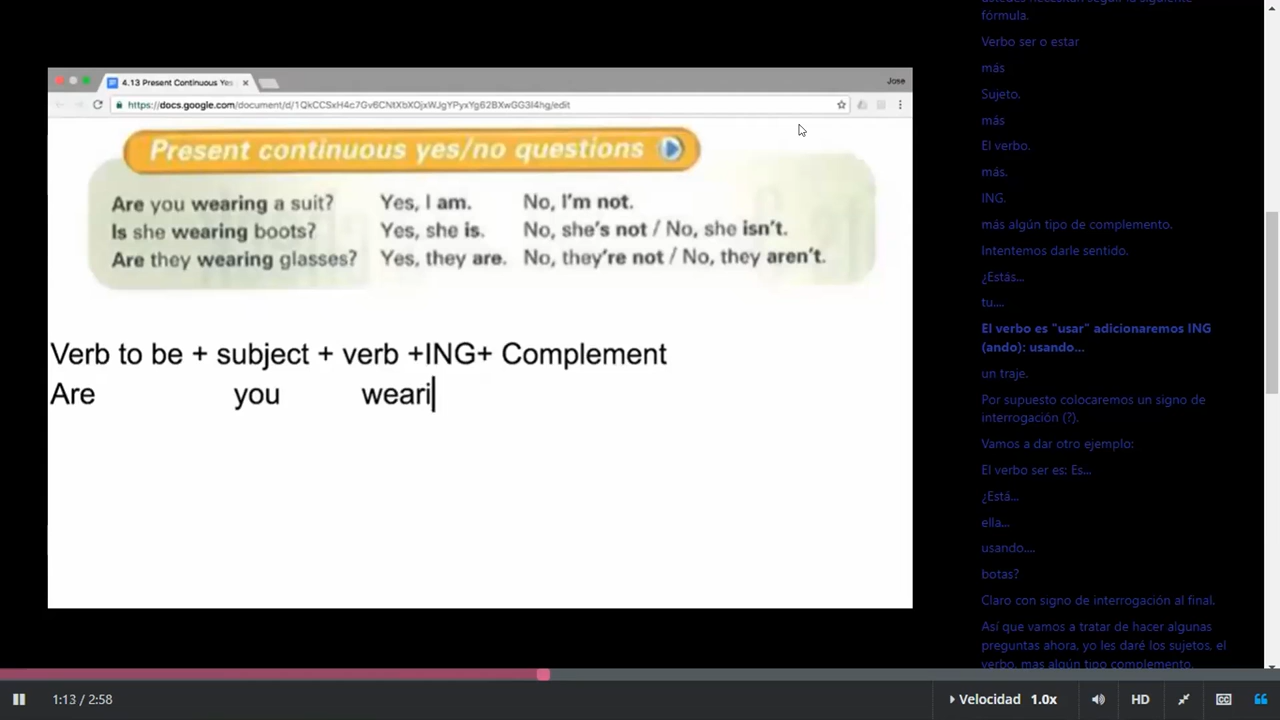 4.13 Present Continuous Yes
Jose
https://docs.google.com/document/d/1QkCCSxH4c7Gv6CNtXbXOjxWJgYPyxYg62BXwGG3I4hg/edit
Present continuous yes/no questions
Are you wearing a suit? Yes, I am. No, I'm not.
Is she wearing boots? Yes, she is. No, she's not / No, she isn't.
Are they wearing glasses? Yes, they are. No, they're not / No, they aren't.
Verb to be + subject + verb +ING+ Complement
Are you weari
fórmula.
Verbo ser o estar
más
Sujeto.
más
El verbo.
más.
ING.
más algún tipo de complemento.
Intentemos darle sentido.
¿Estás...
tu....
El verbo es "usar" adicionaremos ING
(ando): usando...
un traje.
Por supuesto colocaremos un signo de
interrogación (?).
Vamos a dar otro ejemplo:
El verbo ser es: Es...
¿Está...
ella...
usando....
botas?
Claro con signo de interrogación al final.
Así que vamos a tratar de hacer algunas
preguntas ahora, yo les daré los sujetos, el
verbo, mas algún tipo complemento.
1:13 / 2:58
Velocidad 1.0x
HD
CC